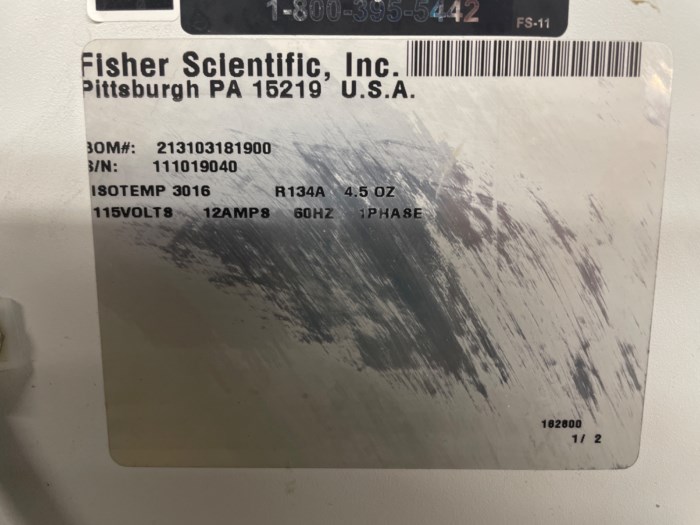 1-800-395-5442
FS-11
Fisher Scientific, Inc.
Pittsburgh PA 15219 U.S.A.
BOM#: 213103181900
S/N: 111019040
ISOTEMP 3016 R134A 4.5 OZ
115VOLTS 12AMPS 60HZ 1PHASE
182800
1/ 2